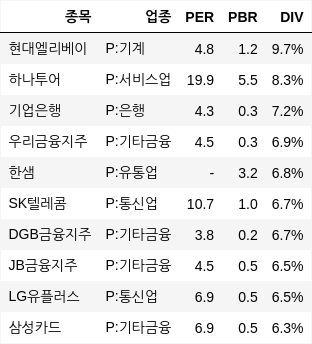 종목 업종 PER PBR DIV
현대엘리베이 P:기계 4.8 1.2 9.7%
하나투어 P:서비스업 19.9 5.5 8.3%
기업은행 P:은행 4.3 0.3 7.2%
우리금융지주 P:기타금융 4.5 0.3 6.9%
한샘 P:유통업 - 3.2 6.8%
SK텔레콤 P:통신업 10.7 1.0 6.7%
DGB금융지주 P:기타금융 3.8 0.2 6.7%
JB금융지주 P:기타금융 4.5 0.5 6.5%
LG유플러스 P:통신업 6.9 0.5 6.5%
삼성카드 P:기타금융 6.9 0.5 6.3%